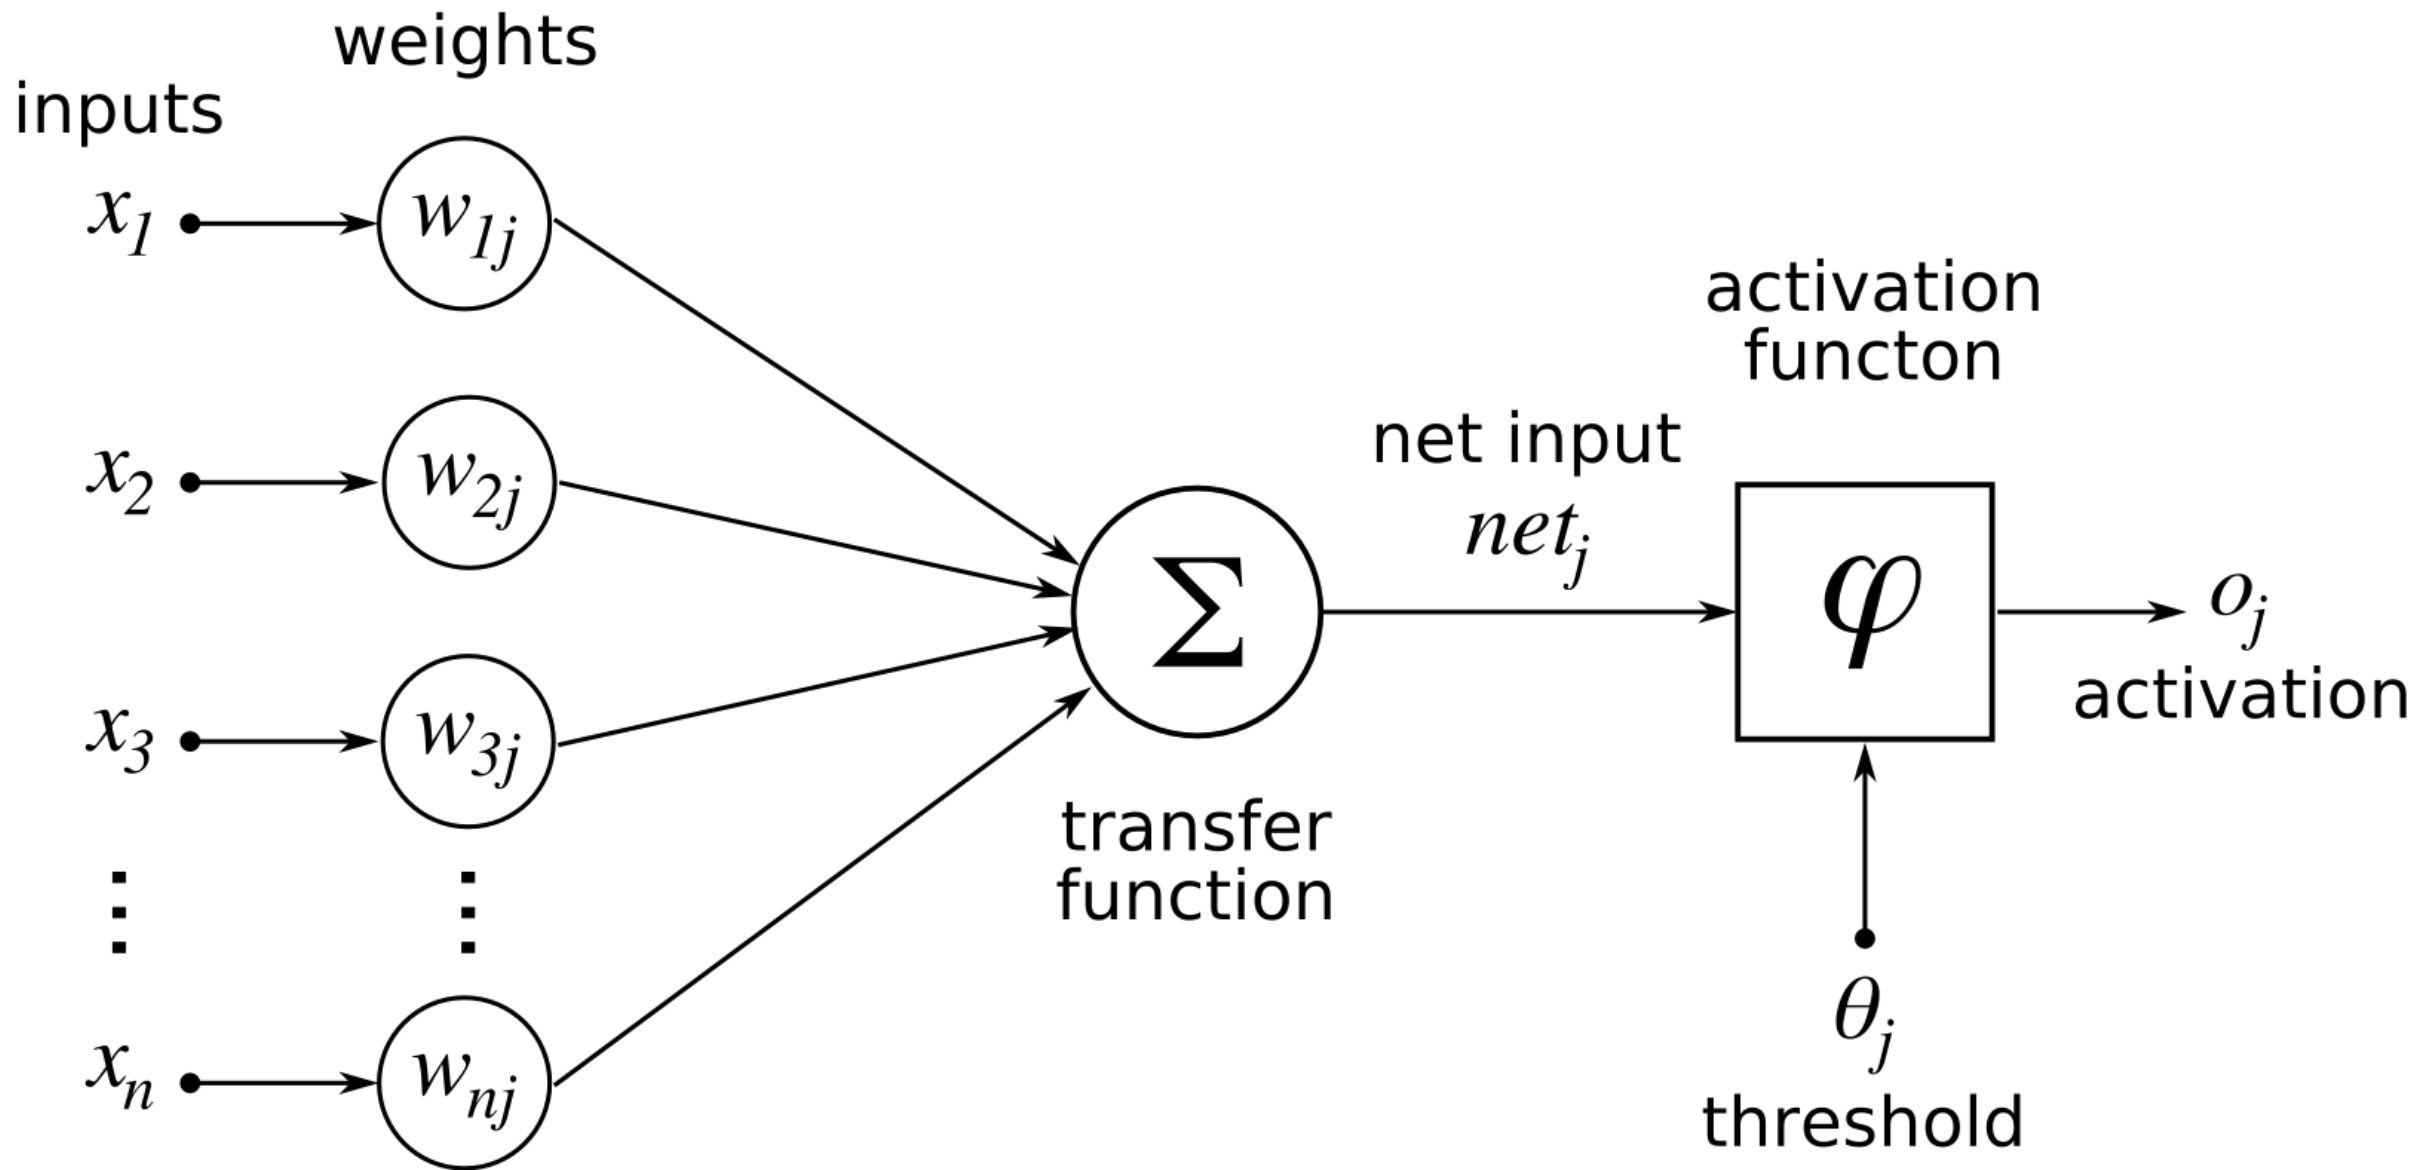 weights
inputs
x1
w1j
x2
w2j
x3
w3j
⋮ ⋮
xn
wnj
Σ
transfer
function
net input
netj
activation
functon
φ
oj
activation
θj
threshold